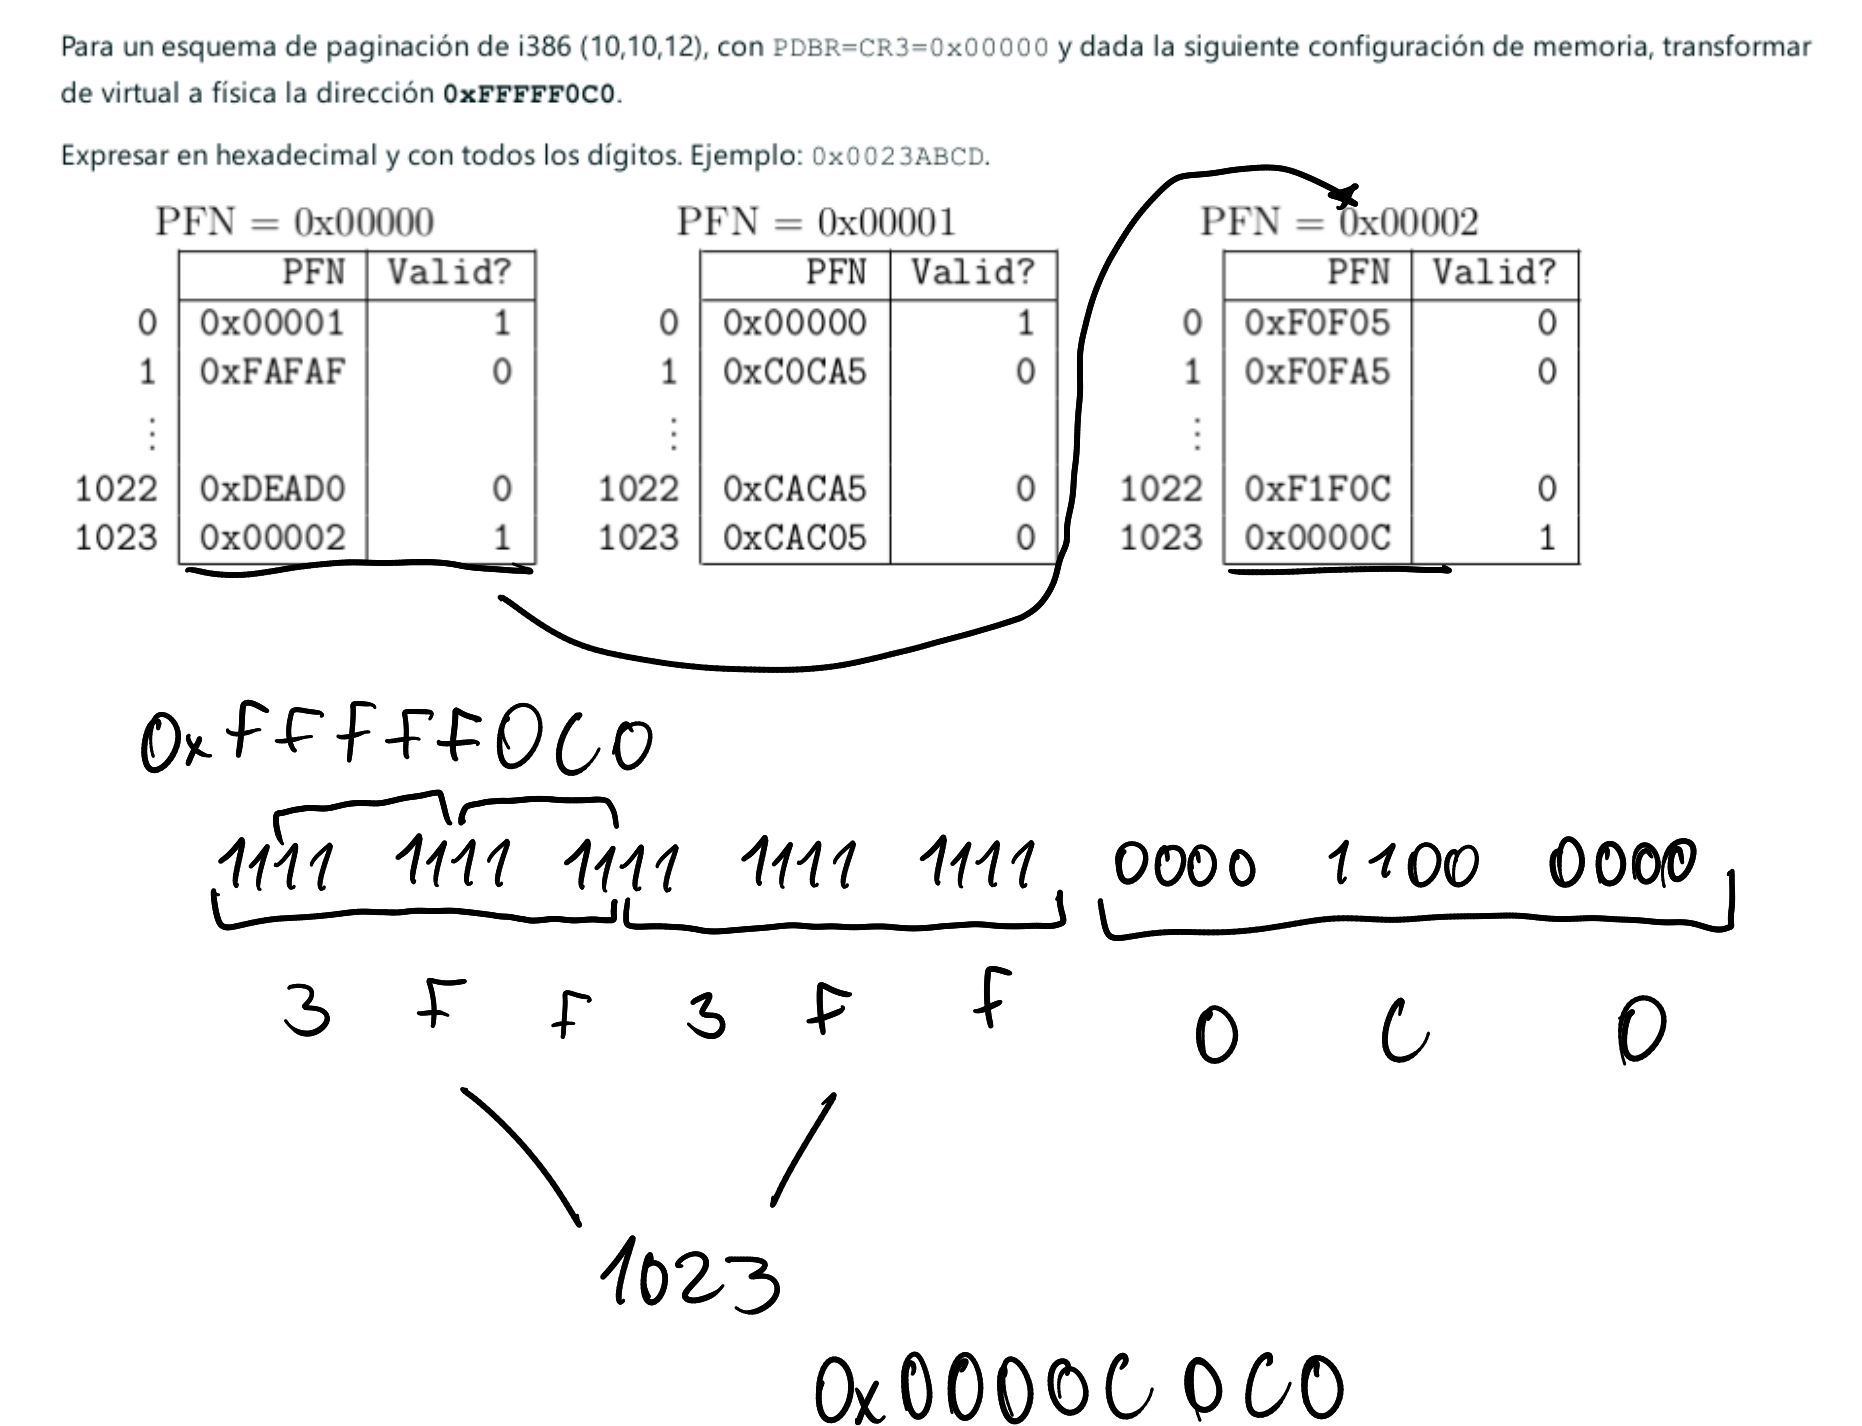 Para un esquema de paginación de i386 (10,10,12), con PDBR=CR3=0x00000 y dada la siguiente configuración de memoria, transformar
de virtual a física la dirección 0xFFFFF0C0.
Expresar en hexadecimal y con todos los dígitos. Ejemplo: 0x0023ABCD.
PFN = 0x00000
PFN Valid?
0 0x00001 1
1 0xFAFAF 0
⋮
1022 0xDEAD0 0
1023 0x00002 1
PFN = 0x00001
PFN Valid?
0 0x00000 1
1 0xC0CA5 0
⋮
1022 0xCACA5 0
1023 0xCAC05 0
PFN = 0x00002
PFN Valid?
0 0xF0F05 0
1 0xF0FA5 0
⋮
1022 0xF1F0C 0
1023 0x0000C 1
0xFFFFF0C0
1111 1111 1111 1111 1111 0000 1100 0000
3 F F 3 F F 0 C 0
1023
0x0000C0C0